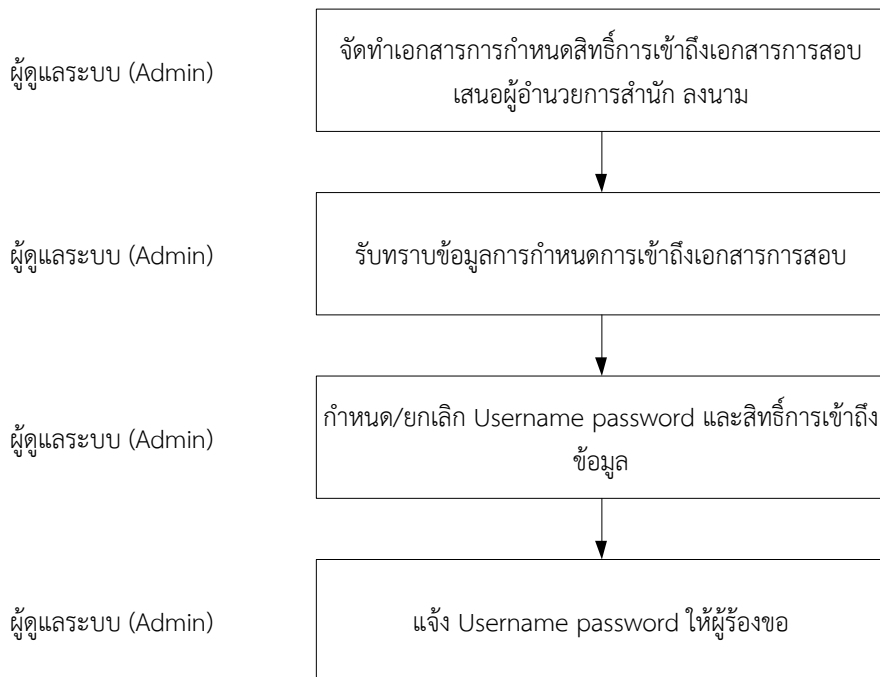 ผู้ดูแลระบบ (Admin)
จัดทำเอกสารการกำหนดสิทธิ์การเข้าถึงเอกสารการสอบ
เสนอผู้อำนวยการสำนัก ลงนาม
ผู้ดูแลระบบ (Admin)
รับทราบข้อมูลการกำหนดการเข้าถึงเอกสารการสอบ
ผู้ดูแลระบบ (Admin)
กำหนด/ยกเลิก Username password และสิทธิ์การเข้าถึง
ข้อมูล
ผู้ดูแลระบบ (Admin)
แจ้ง Username password ให้ผู้ร้องขอ